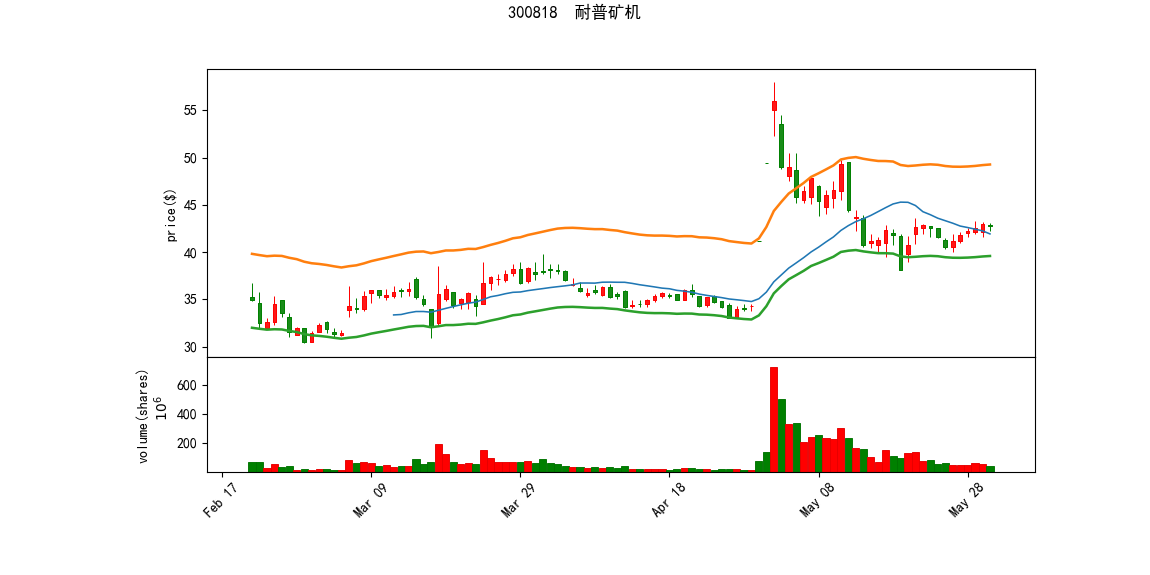 300818 耐普矿机
price($)
55
50
45
40
35
30
volume(shares)
10^6
600
400
200
Feb 17
Mar 09
Mar 29
Apr 18
May 08
May 28